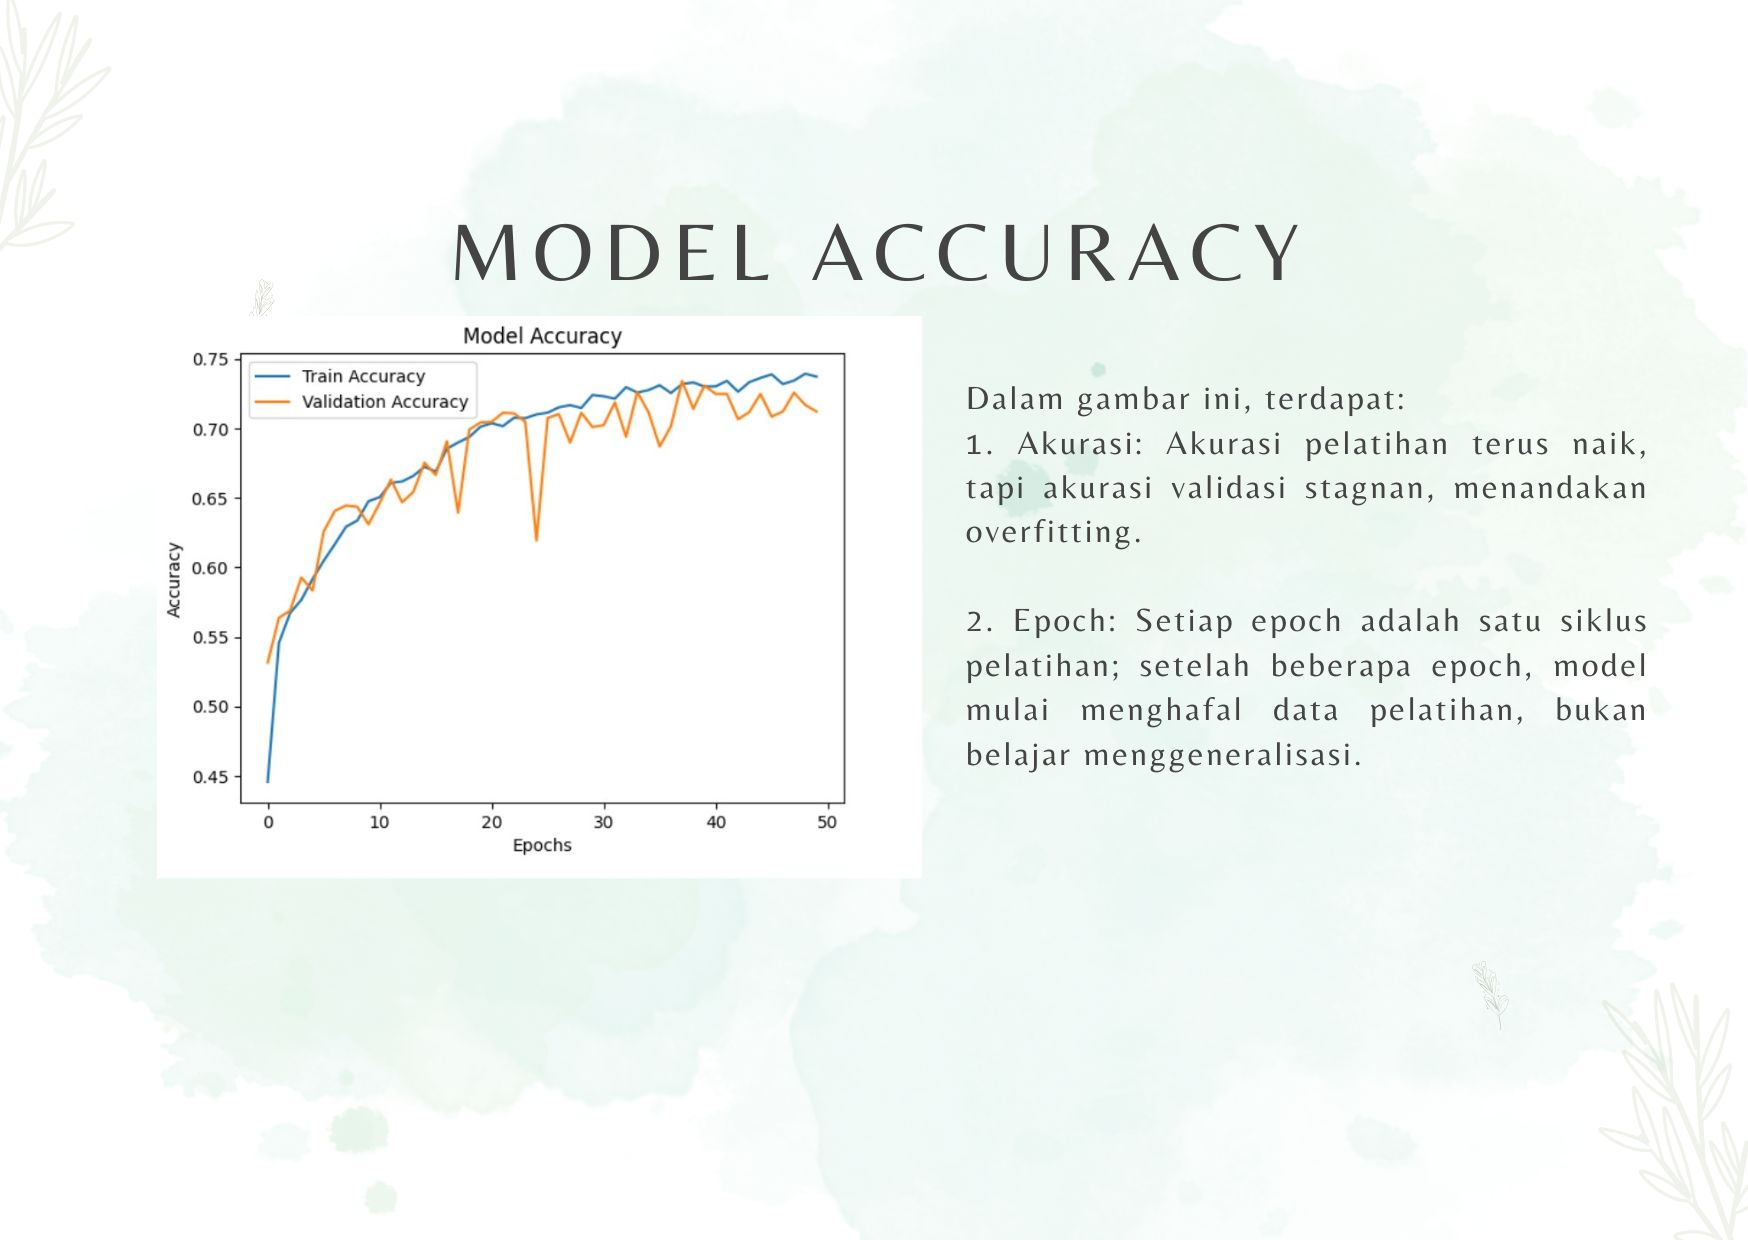 MODEL ACCURACY
Model Accuracy
Train Accuracy
Validation Accuracy
0.75
0.70
0.65
0.60
0.55
0.50
0.45
Accuracy
0 10 20 30 40 50
Epochs
Dalam gambar ini, terdapat:
1. Akurasi: Akurasi pelatihan terus naik,
tapi akurasi validasi stagnan, menandakan
overfitting.
2. Epoch: Setiap epoch adalah satu siklus
pelatihan; setelah beberapa epoch, model
mulai menghafal data pelatihan, bukan
belajar menggeneralisasi.